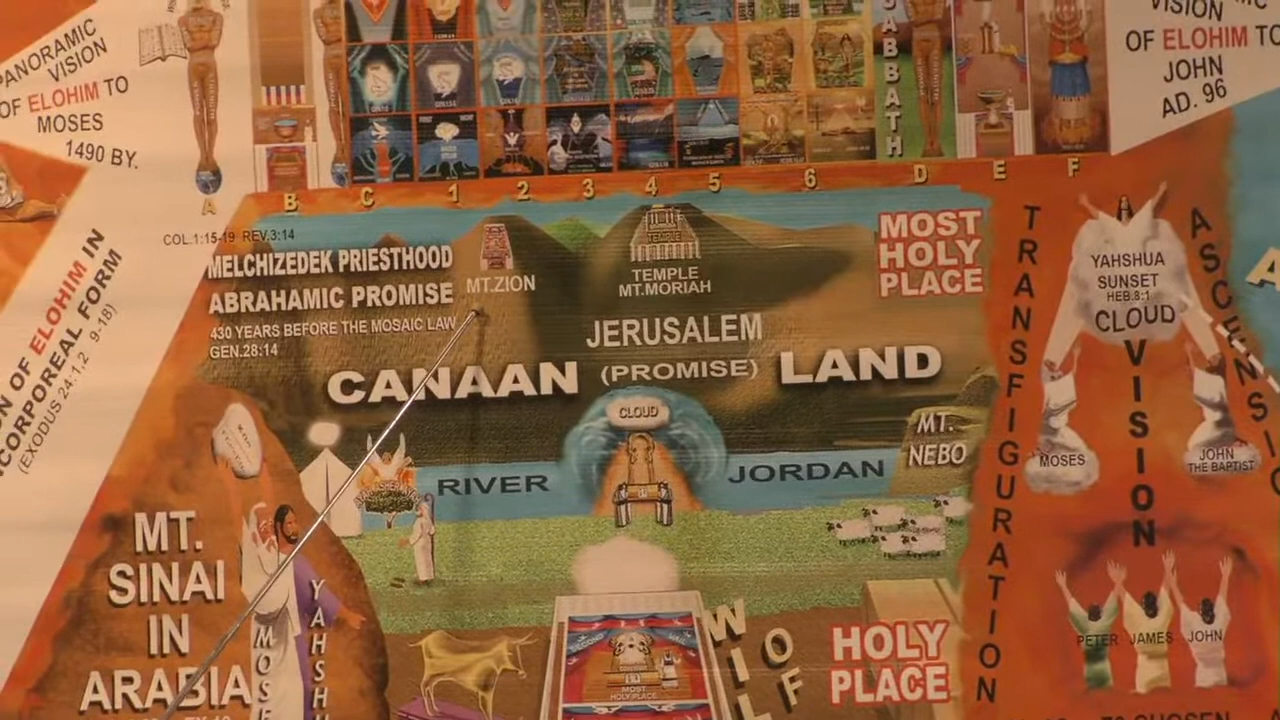 PANORAMIC
VISION
OF ELOHIM TO
MOSES
1490 BY.
VISION
OF ELOHIM TO
JOHN
AD. 96
SABBATH
A B C 1 2 3 4 5 6 D E F
OF ELOHIM IN
INCORPOREAL FORM
(EXODUS 24:1,2 9-18)
COL.1:15-19 REV.3:14
MELCHIZEDEK PRIESTHOOD
ABRAHAMIC PROMISE
430 YEARS BEFORE THE MOSAIC LAW
GEN.28:14
MT.ZION
TEMPLE
TEMPLE
MT.MORIAH
MOST
HOLY
PLACE
JERUSALEM
CANAAN (PROMISE) LAND
CLOUD
MT.
NEBO
RIVER JORDAN
MT.
SINAI
IN
ARABIA
MOSE
YAHSH
SECOND
MOST
HOLY PLACE
WIL
OF
HOLY
PLACE
TRANSFIGURATION
YAHSHUA
SUNSET
HEB.8:1
CLOUD
VISION
ASCENSIO
MOSES
JOHN
THE BAPTIST
PETER JAMES JOHN